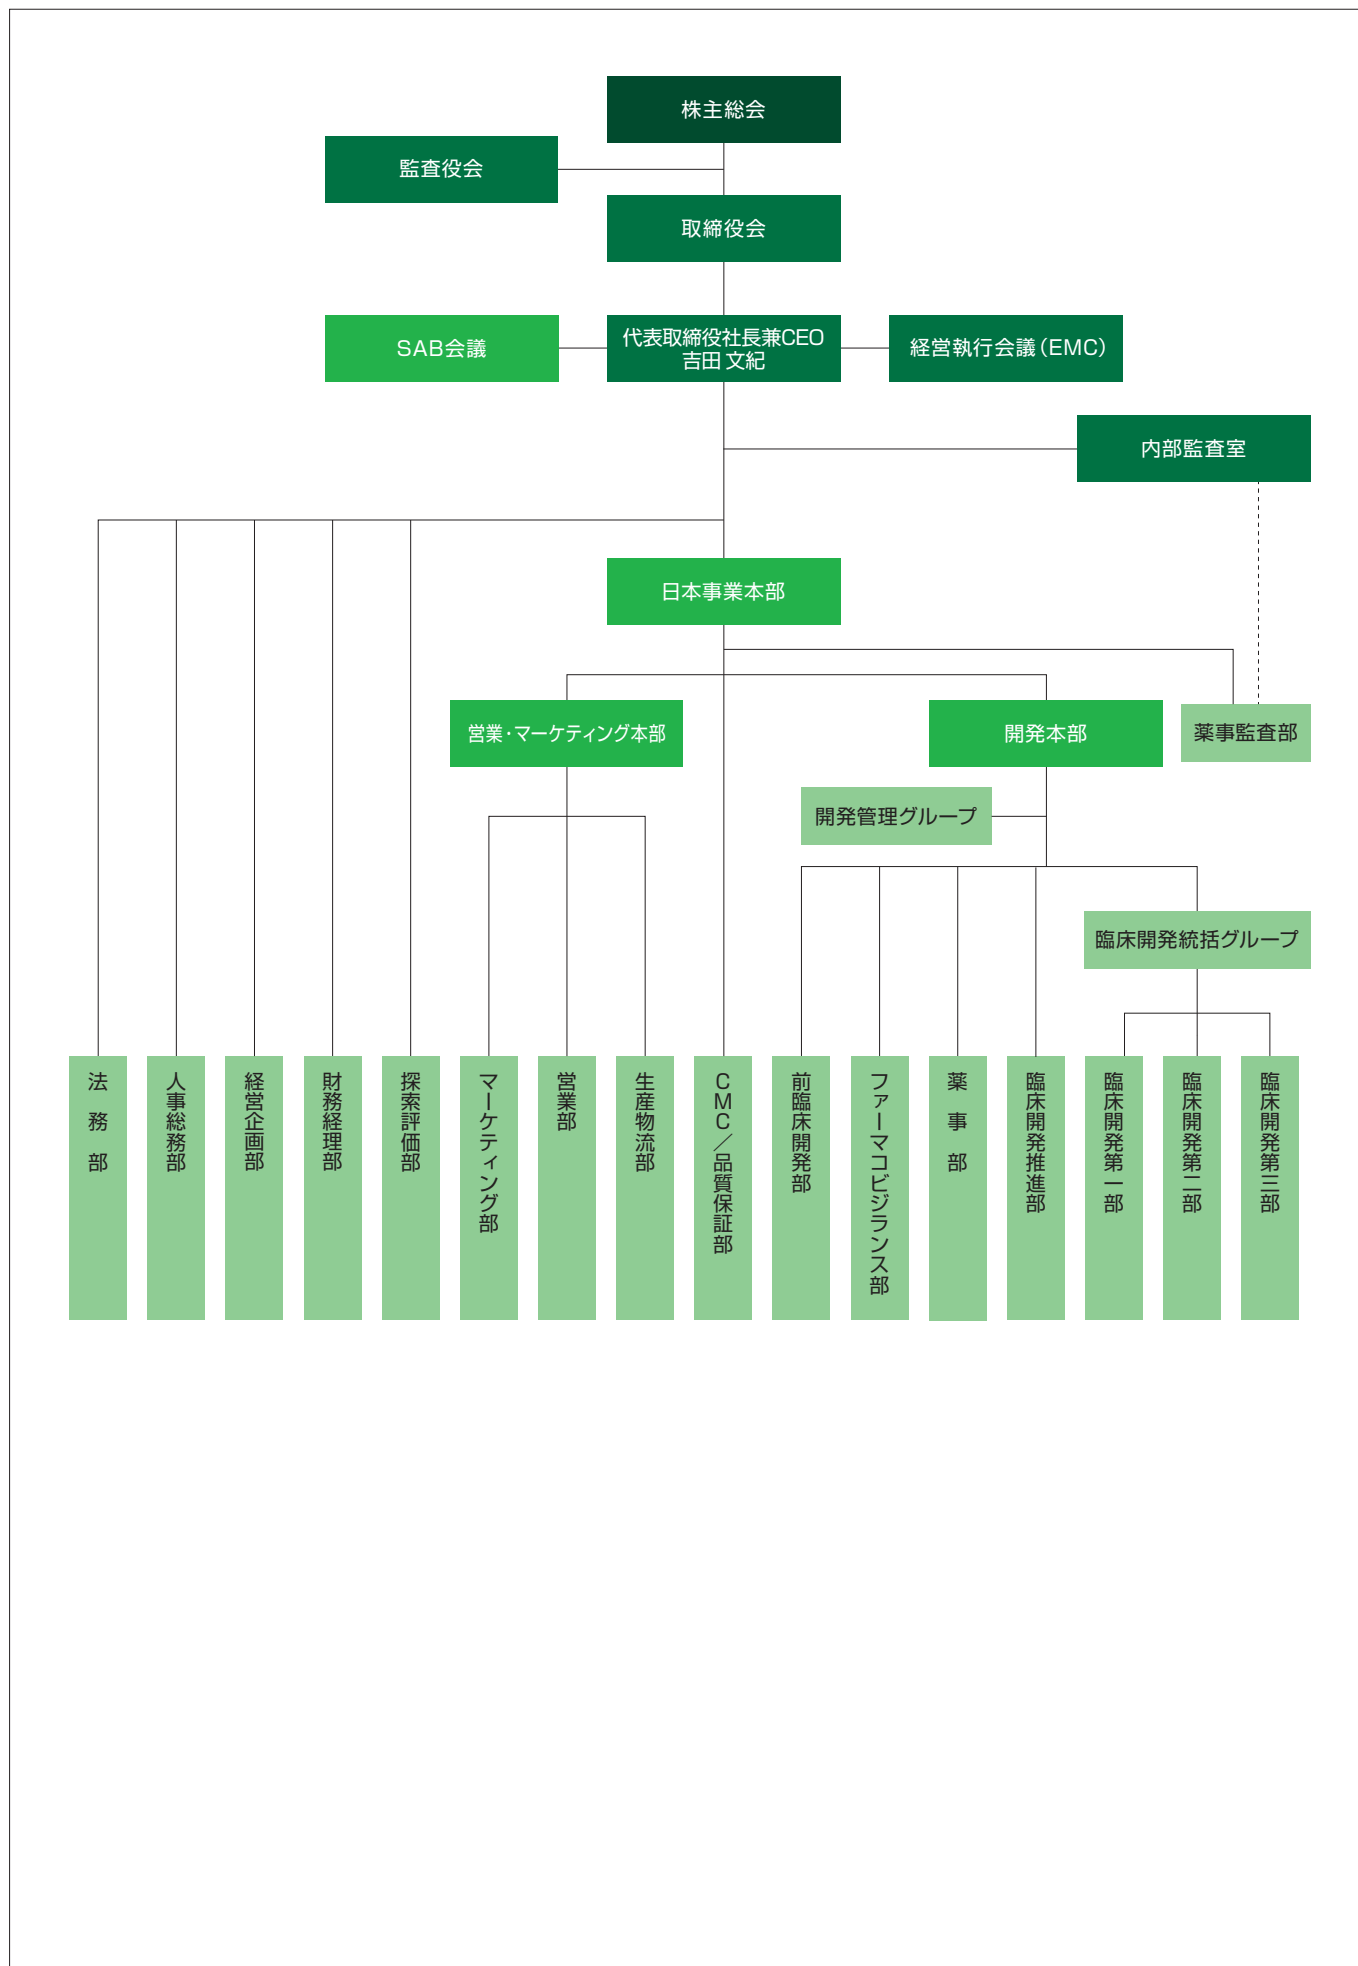 株主総会
監査役会
取締役会
SAB会議
代表取締役社長兼CEO
吉田 文紀
経営執行会議（EMC）
内部監査室
日本事業本部
営業・マーケティング本部
開発本部
薬事監査部
開発管理グループ
臨床開発統括グループ
法務部
人事総務部
経営企画部
財務経理部
探索評価部
マーケティング部
営業部
生産物流部
CMC／品質保証部
前臨床開発部
ファーマコビジランス部
薬事部
臨床開発推進部
臨床開発第一部
臨床開発第二部
臨床開発第三部